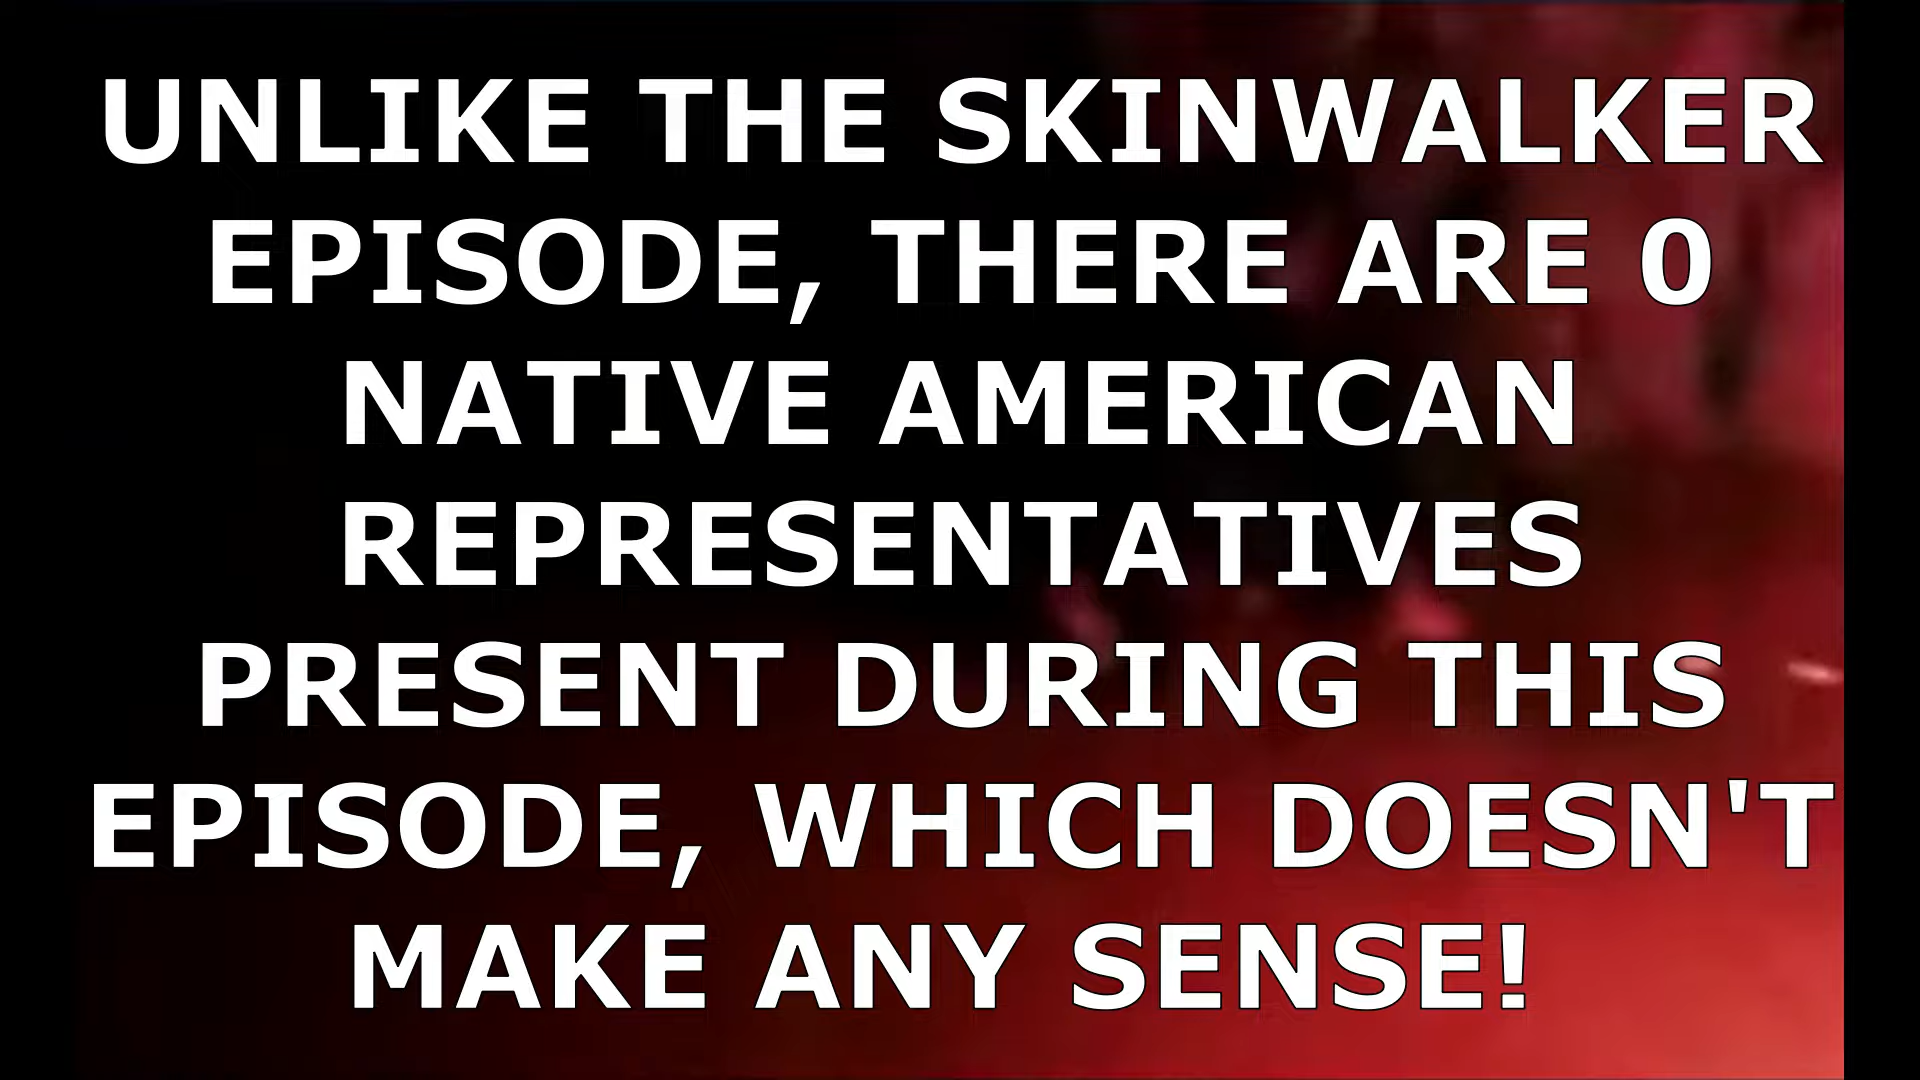 UNLIKE THE SKINWALKER
EPISODE, THERE ARE 0
NATIVE AMERICAN
REPRESENTATIVES
PRESENT DURING THIS
EPISODE, WHICH DOESN'T
MAKE ANY SENSE!